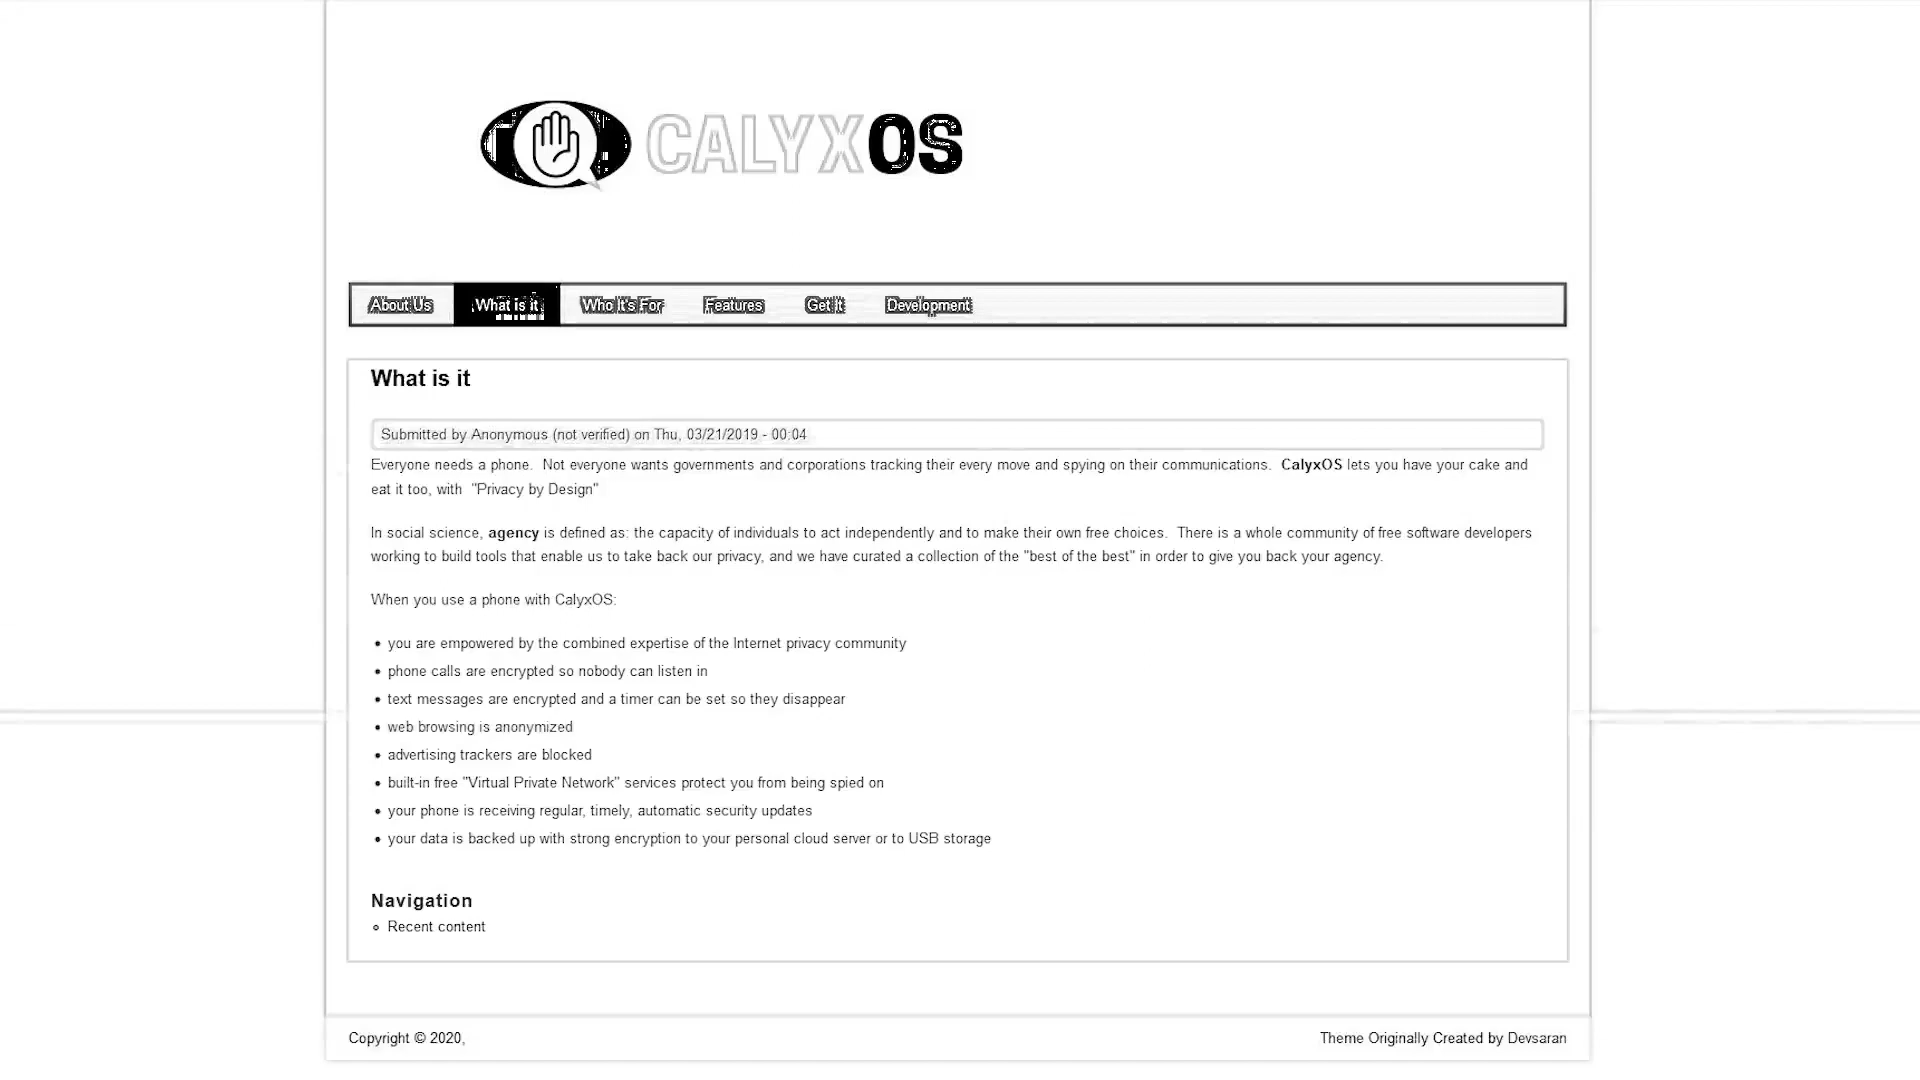 CALYXOS
About Us What is it Who It's For Features Get It Development
What is it
Submitted by Anonymous (not verified) on Thu, 03/21/2019 - 00:04
Everyone needs a phone.  Not everyone wants governments and corporations tracking their every move and spying on their communications.  CalyxOS lets you have your cake and
eat it too, with  "Privacy by Design"
In social science, agency is defined as: the capacity of individuals to act independently and to make their own free choices.  There is a whole community of free software developers
working to build tools that enable us to take back our privacy, and we have curated a collection of the "best of the best" in order to give you back your agency.
When you use a phone with CalyxOS:
• you are empowered by the combined expertise of the Internet privacy community
• phone calls are encrypted so nobody can listen in
• text messages are encrypted and a timer can be set so they disappear
• web browsing is anonymized
• advertising trackers are blocked
• built-in free "Virtual Private Network" services protect you from being spied on
• your phone is receiving regular, timely, automatic security updates
• your data is backed up with strong encryption to your personal cloud server or to USB storage
Navigation
Recent content
Copyright © 2020, Theme Originally Created by Devsaran